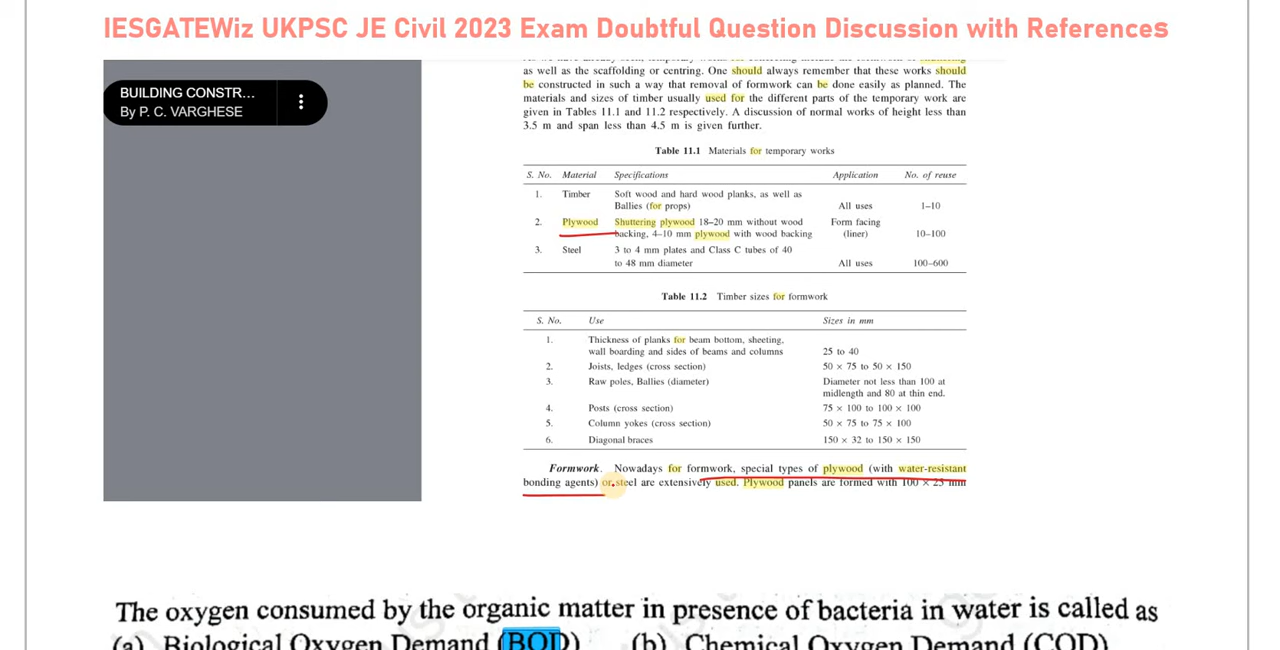 IESGATEWiz UKPSC JE Civil 2023 Exam Doubtful Question Discussion with References
BUILDING CONSTR...
By P. C. VARGHESE
as well as the scaffolding or centring. One should always remember that these works should
be constructed in such a way that removal of formwork can be done easily as planned. The
materials and sizes of timber usually used for the different parts of the temporary work are
given in Tables 11.1 and 11.2 respectively. A discussion of normal works of height less than
3.5 m and span less than 4.5 m is given further.
Table 11.1 Materials for temporary works
S. No. Material Specifications Application No. of reuse
1. Timber Soft wood and hard wood planks, as well as
Ballies (for props) All uses 1–10
2. Plywood Shuttering plywood 18–20 mm without wood Form facing
backing, 4–10 mm plywood with wood backing (liner) 10–100
3. Steel 3 to 4 mm plates and Class C tubes of 40
to 48 mm diameter All uses 100–600
Table 11.2 Timber sizes for formwork
S. No. Use Sizes in mm
1. Thickness of planks for beam bottom, sheeting,
wall boarding and sides of beams and columns 25 to 40
2. Joists, ledges (cross section) 50 × 75 to 50 × 150
3. Raw poles, Ballies (diameter) Diameter not less than 100 at
midlength and 80 at thin end.
4. Posts (cross section) 75 × 100 to 100 × 100
5. Column yokes (cross section) 50 × 75 to 75 × 100
6. Diagonal braces 150 × 32 to 150 × 150
Formwork. Nowadays for formwork, special types of plywood (with water-resistant
bonding agents) or steel are extensively used. Plywood panels are formed with 100 × 25 mm
The oxygen consumed by the organic matter in presence of bacteria in water is called as
(a) Biological Oxygen Demand (BOD) (b) Chemical Oxygen Demand (COD)